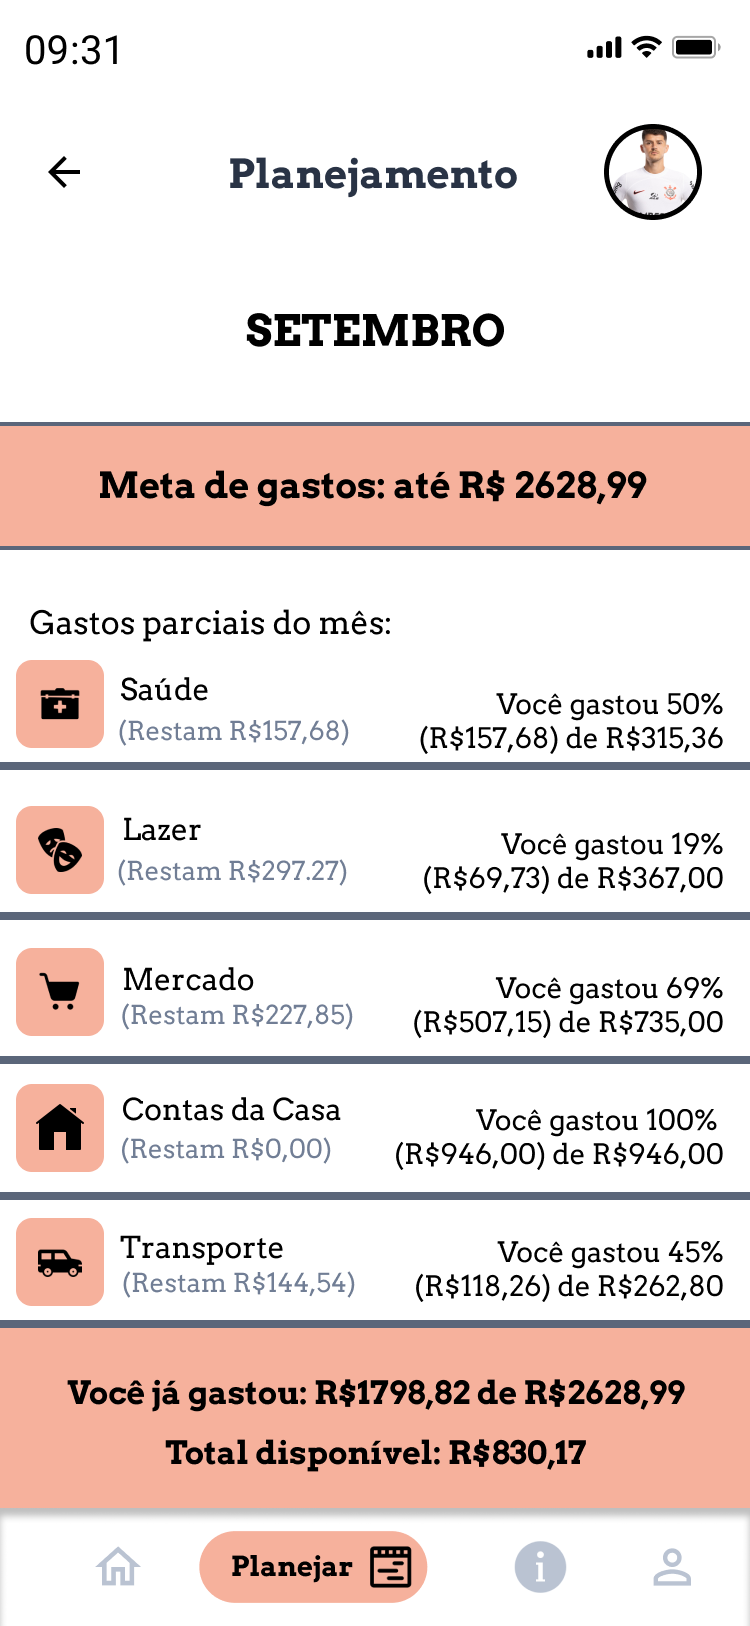 09:31
Planejamento
SETEMBRO
Meta de gastos: até R$ 2628,99
Gastos parciais do mês:
Saúde
(Restam R$157,68)
Você gastou 50%
(R$157,68) de R$315,36
Lazer
(Restam R$297.27)
Você gastou 19%
(R$69,73) de R$367,00
Mercado
(Restam R$227,85)
Você gastou 69%
(R$507,15) de R$735,00
Contas da Casa
(Restam R$0,00)
Você gastou 100%
(R$946,00) de R$946,00
Transporte
(Restam R$144,54)
Você gastou 45%
(R$118,26) de R$262,80
Você já gastou: R$1798,82 de R$2628,99
Total disponível: R$830,17
Planejar